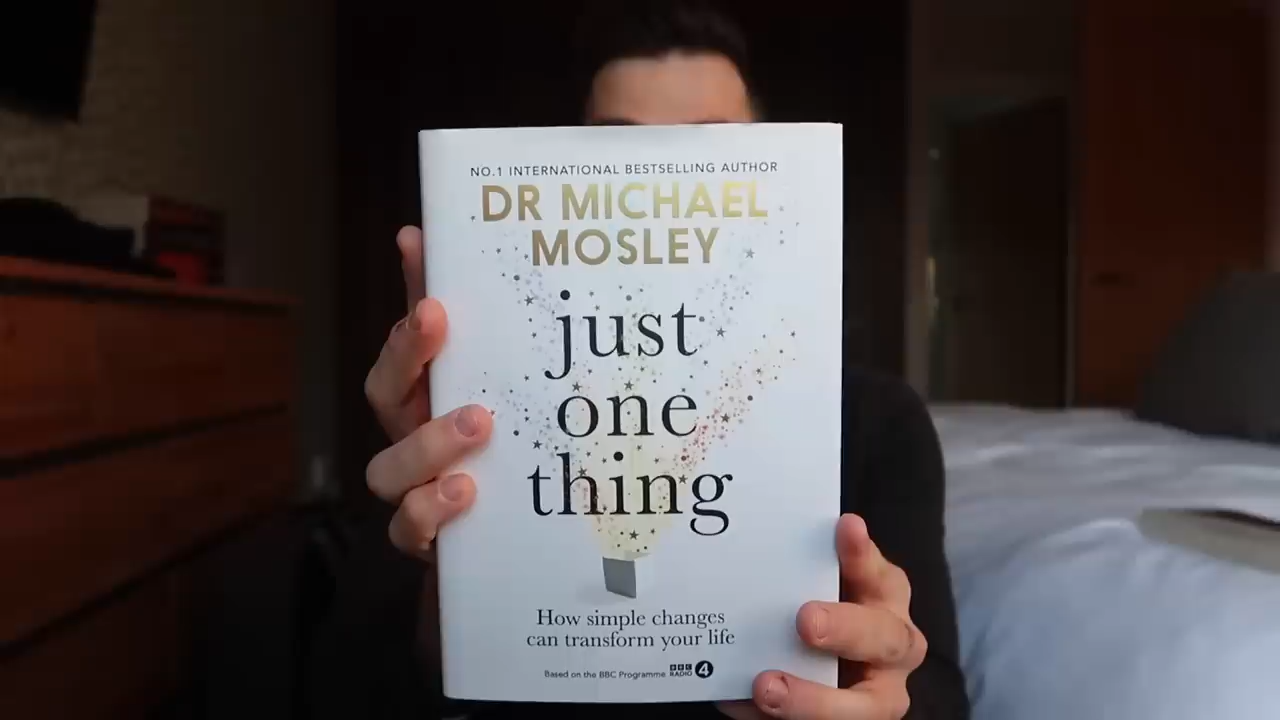 NO.1 INTERNATIONAL BESTSELLING AUTHOR
DR MICHAEL
MOSLEY
just
one
thing
How simple changes
can transform your life
Based on the BBC Programme BBC RADIO 4